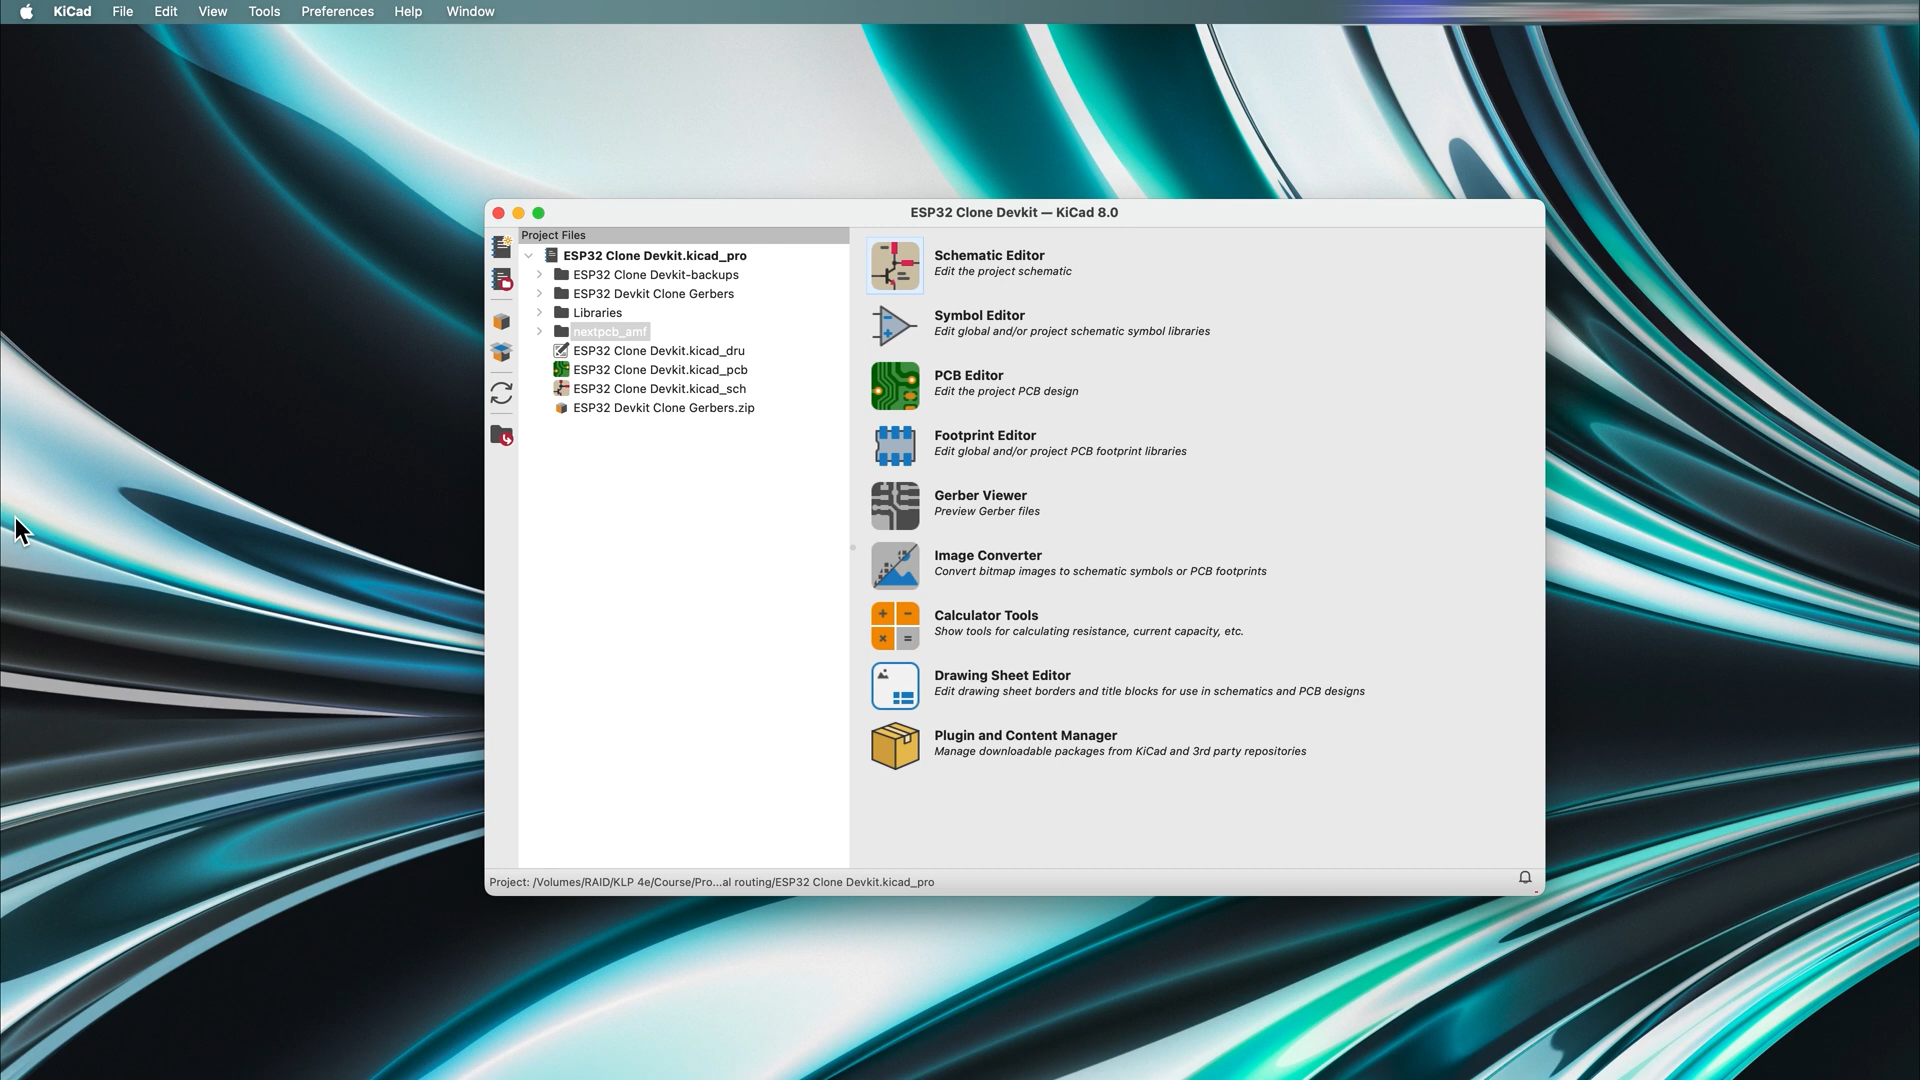 KiCad File Edit View Tools Preferences Help Window
ESP32 Clone Devkit — KiCad 8.0
Project Files
ESP32 Clone Devkit.kicad_pro
ESP32 Clone Devkit-backups
ESP32 Devkit Clone Gerbers
Libraries
nextpcb_amf
ESP32 Clone Devkit.kicad_dru
ESP32 Clone Devkit.kicad_pcb
ESP32 Clone Devkit.kicad_sch
ESP32 Devkit Clone Gerbers.zip
Schematic Editor
Edit the project schematic
Symbol Editor
Edit global and/or project schematic symbol libraries
PCB Editor
Edit the project PCB design
Footprint Editor
Edit global and/or project PCB footprint libraries
Gerber Viewer
Preview Gerber files
Image Converter
Convert bitmap images to schematic symbols or PCB footprints
Calculator Tools
Show tools for calculating resistance, current capacity, etc.
Drawing Sheet Editor
Edit drawing sheet borders and title blocks for use in schematics and PCB designs
Plugin and Content Manager
Manage downloadable packages from KiCad and 3rd party repositories
Project: /Volumes/RAID/KLP 4e/Course/Pro...al routing/ESP32 Clone Devkit.kicad_pro